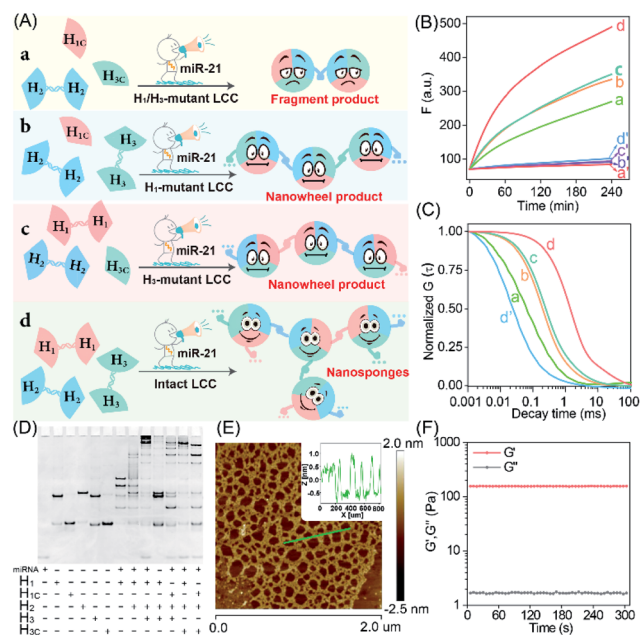 (A)
a
H1C
H3C
H2 H2
miR-21
H1/H3-mutant LCC
Fragment product
b
H1C
H3
H2 H2
H3
miR-21
H1-mutant LCC
Nanowheel product
c
H1 H1
H2 H2
H3C
miR-21
H3-mutant LCC
Nanowheel product
d
H1 H1
H3
H2 H2
H3
miR-21
Intact LCC
Nanosponges
(B)
F (a.u.)
500
400
300
200
100
0 60 120 180 240
Time (min)
d
c
b
a
d'
c'
b'
a'
(C)
Normalized G (τ)
1.00
0.75
0.50
0.25
0.00
0.001 0.01 0.1 1 10 100
Decay time (ms)
d
c
b
a
d'
(D)
miRNA + − − − − − + + + + + + + +
H1
H1C
H2
H3
H3C
(E)
2.0 nm
-2.5 nm
Z [nm]
1.0
0.5
0.0
-0.5
0 200 400 600 800
X [um]
0.0 2.0 um
(F)
G', G'' (Pa)
1000
100
10
1
0 60 120 180 240 300
Time (s)
G'
G''